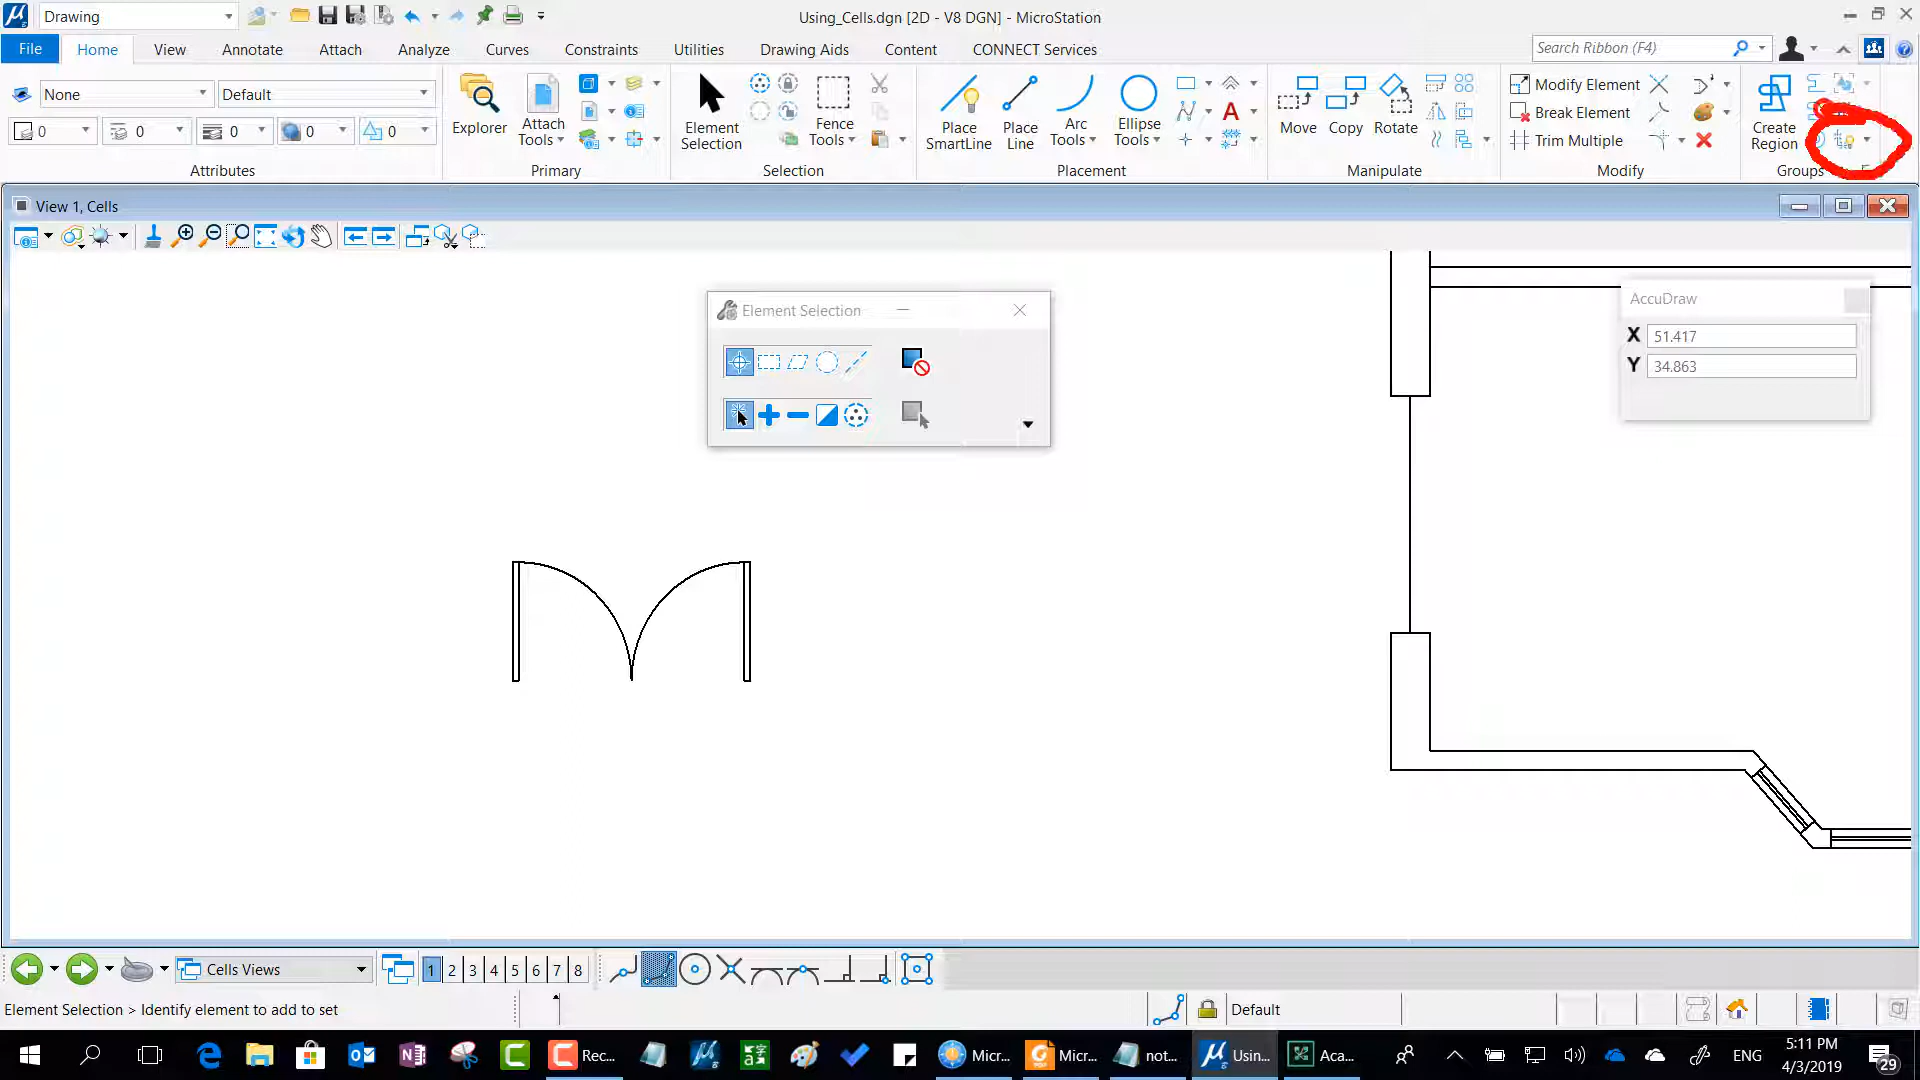 Drawing
Using_Cells.dgn [2D - V8 DGN] - MicroStation
File Home View Annotate Attach Analyze Curves Constraints Utilities Drawing Aids Content CONNECT Services
Search Ribbon (F4)
None Default
0 0 0 0 0
Attributes
Explorer
Attach Tools
Primary
Element Selection
Fence Tools
Selection
Place SmartLine
Place Line
Arc Tools
Ellipse Tools
A
Placement
Move Copy Rotate
Manipulate
Modify Element
Break Element
Trim Multiple
Modify
Create Region
Groups
View 1, Cells
Element Selection
AccuDraw
X 51.417
Y 34.863
Cells Views
1 2 3 4 5 6 7 8
Element Selection > Identify element to add to set
Default
Rec...
Micr...
Micr...
not...
Usin...
Aca...
ENG
5:11 PM
4/3/2019
29